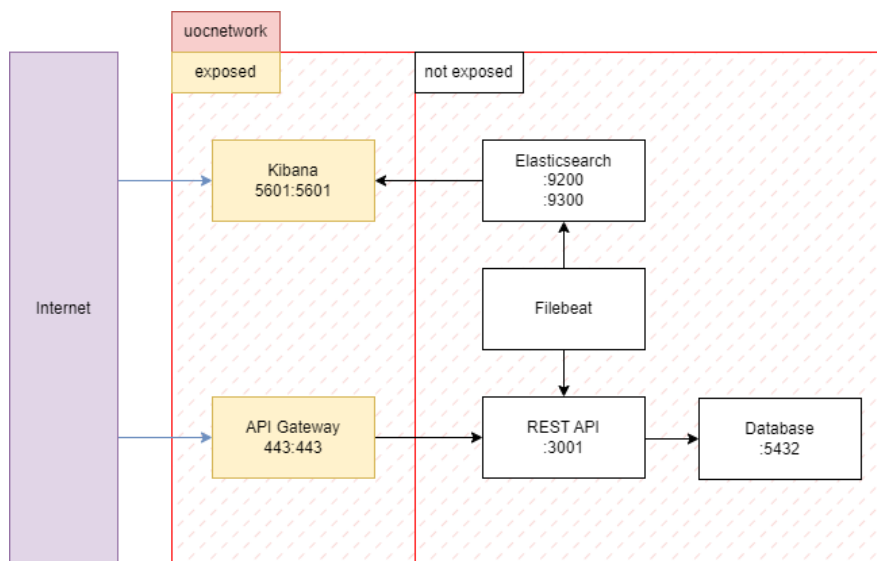 uocnetwork
exposed
not exposed
Kibana
5601:5601
Elasticsearch
:9200
:9300
Internet
Filebeat
API Gateway
443:443
REST API
:3001
Database
:5432